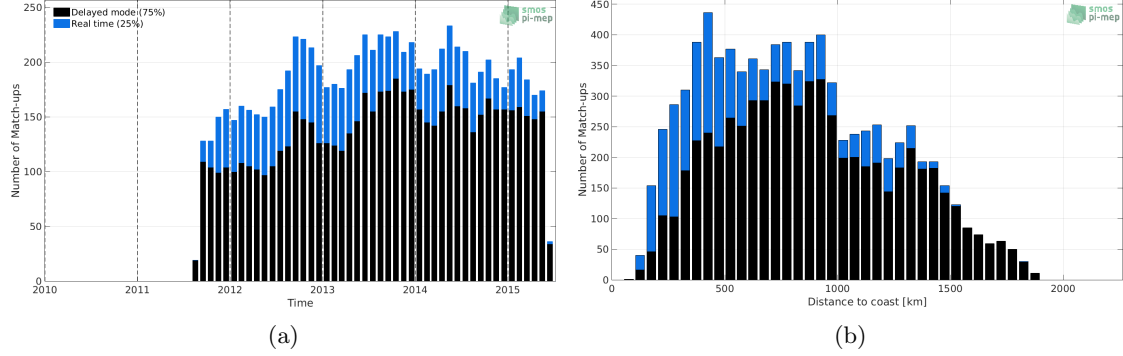 Delayed mode (75%)
Real time (25%)
smos
pi-mep
Number of Match-ups
250
200
150
100
50
0
2010
2011
2012
2013
2014
2015
Time
(a)
smos
pi-mep
Number of Match-ups
450
400
350
300
250
200
150
100
50
0
0
500
1000
1500
2000
Distance to coast [km]
(b)